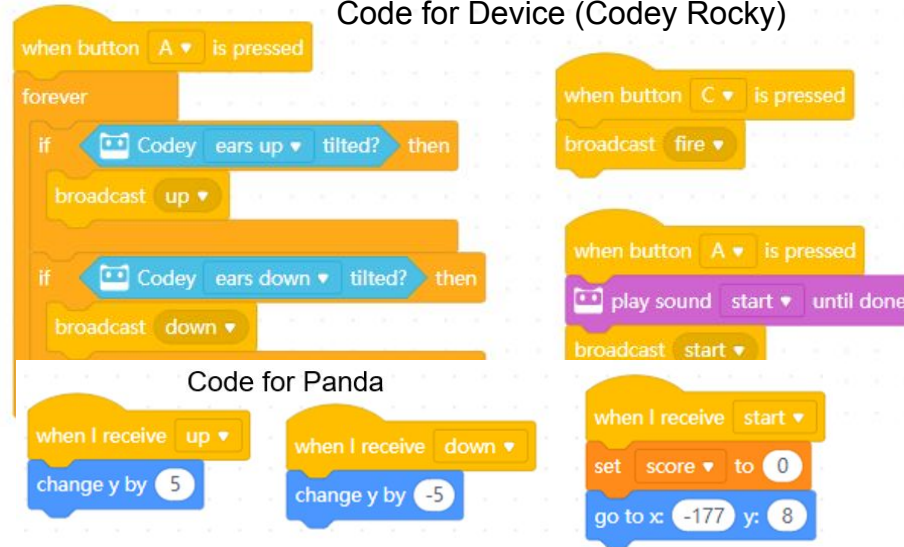 Code for Device (Codey Rocky)
when button A is pressed
forever
if Codey ears up tilted? then
broadcast up
if Codey ears down tilted? then
broadcast down
when button C is pressed
broadcast fire
when button A is pressed
play sound start until done
broadcast start
Code for Panda
when I receive up
change y by 5
when I receive down
change y by -5
when I receive start
set score to 0
go to x: -177 y: 8